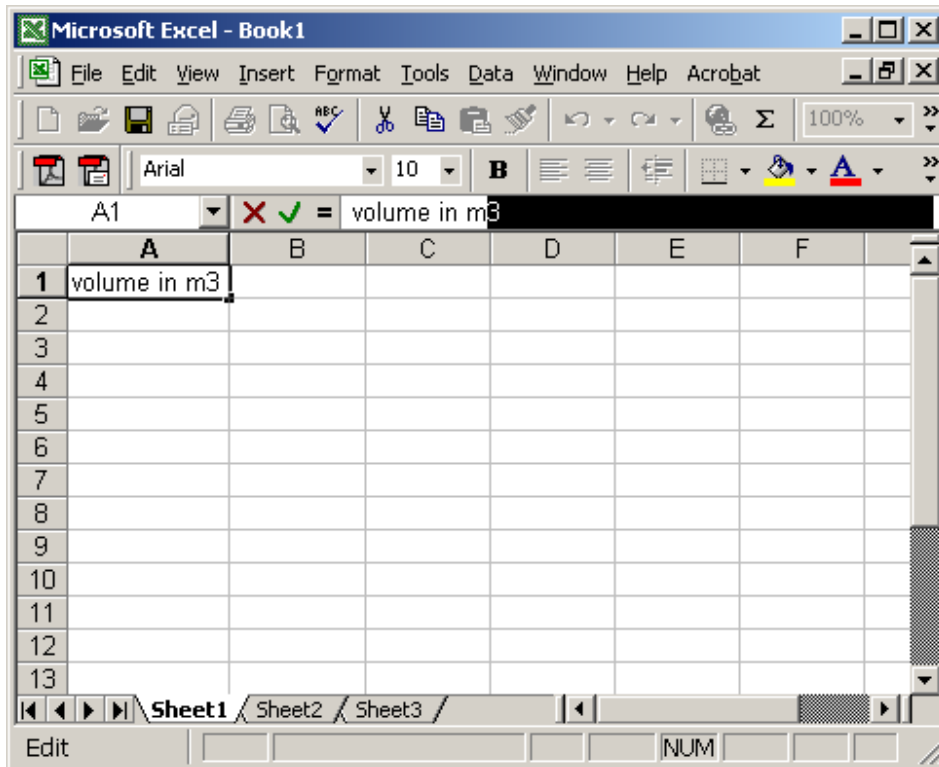 Microsoft Excel - Book1
File Edit View Insert Format Tools Data Window Help Acrobat
ABC Σ 100% »
Arial 10 B A »
A1 = volume in m3
A B C D E F
1 volume in m3
2
3
4
5
6
7
8
9
10
11
12
13
Sheet1 Sheet2 Sheet3
Edit NUM